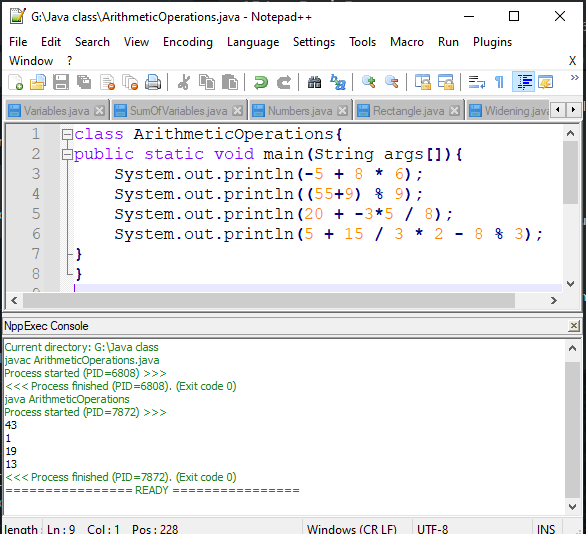 G:\Java class\ArithmeticOperations.java - Notepad++
File Edit Search View Encoding Language Settings Tools Macro Run Plugins
Window ? X
Variables.java SumOfVariables.java Numbers.java Rectangle.java Widening.java
1 class ArithmeticOperations{
2 public static void main(String args[]){
3 System.out.println(-5 + 8 * 6);
4 System.out.println((55+9) % 9);
5 System.out.println(20 + -3*5 / 8);
6 System.out.println(5 + 15 / 3 * 2 - 8 % 3);
7 }
8 }
9
NppExec Console
Current directory: G:\Java class
javac ArithmeticOperations.java
Process started (PID=6808) >>>
<<< Process finished (PID=6808). (Exit code 0)
java ArithmeticOperations
Process started (PID=7872) >>>
43
1
19
13
<<< Process finished (PID=7872). (Exit code 0)
================ READY ================
length Ln : 9 Col : 1 Pos : 228 Windows (CR LF) UTF-8 INS